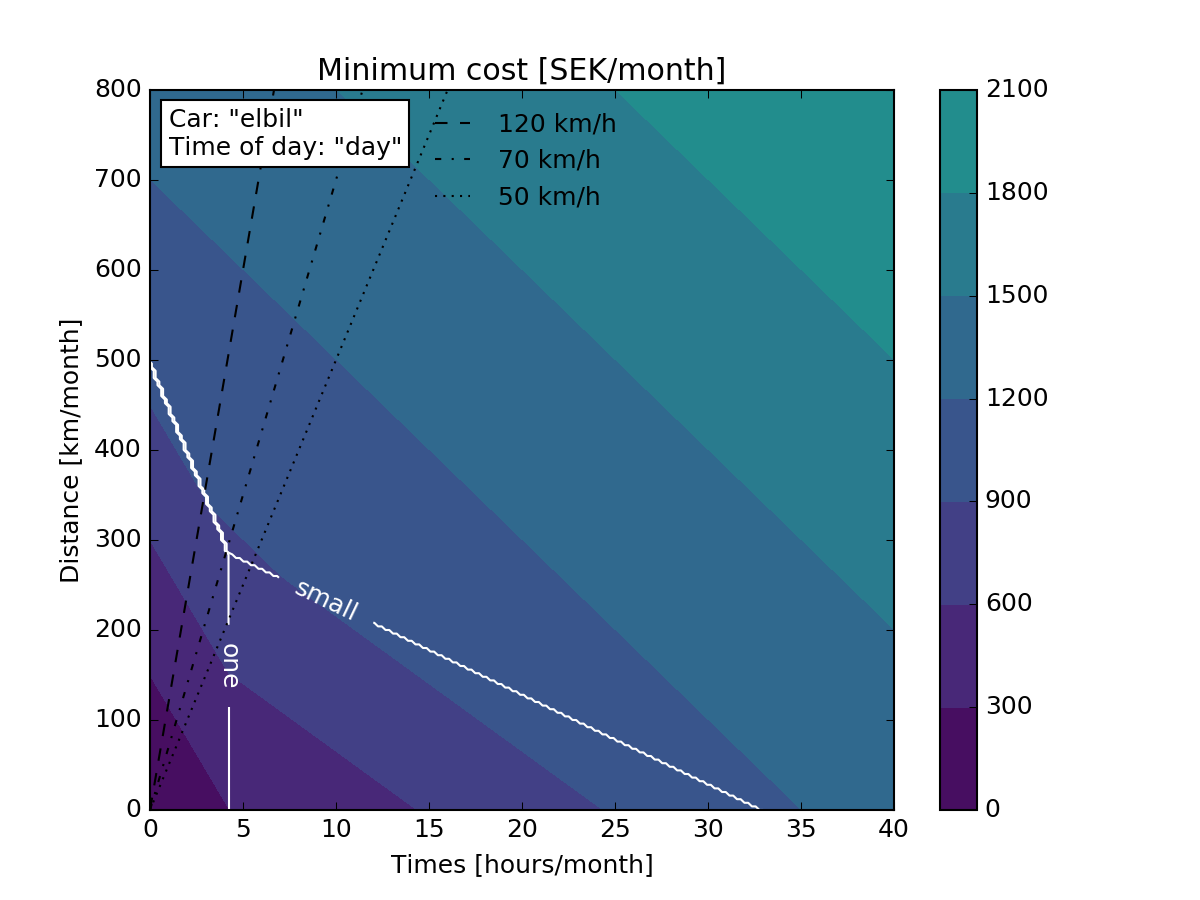 Minimum cost [SEK/month]
Car: "elbil"
Time of day: "day"
120 km/h
70 km/h
50 km/h
800
700
600
500
400
300
200
100
0
Distance [km/month]
small
one
0 5 10 15 20 25 30 35 40
Times [hours/month]
2100
1800
1500
1200
900
600
300
0